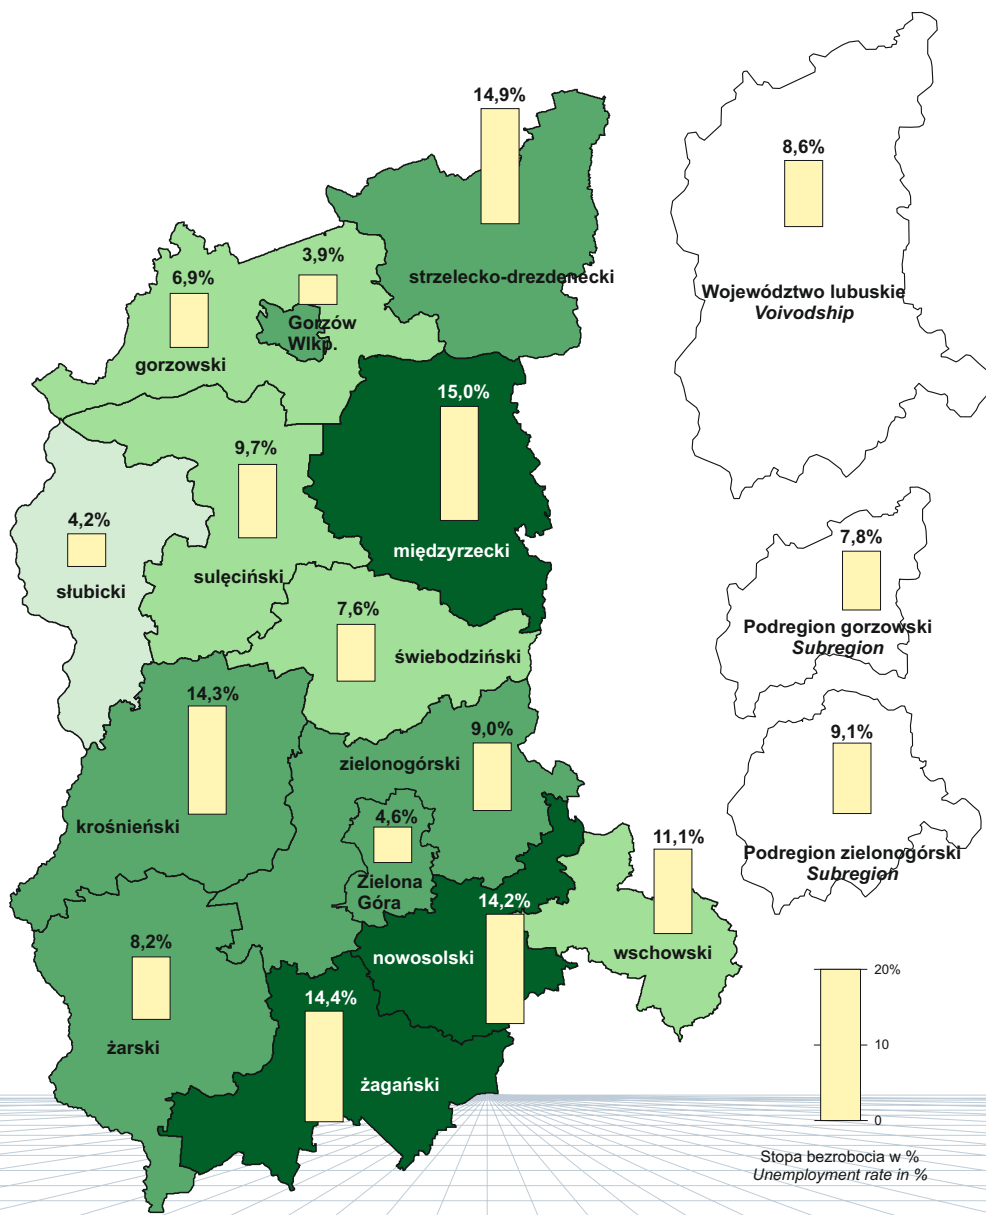 14,9%
strzelecko-drezdenecki
8,6%
Województwo lubuskie
Voivodship
3,9%
6,9%
Gorzów
Wlkp.
gorzowski
15,0%
międzyrzecki
9,7%
sulęciński
4,2%
słubicki
7,6%
świebodziński
7,8%
Podregion gorzowski
Subregion
14,3%
krośnieński
9,0%
zielonogórski
4,6%
Zielona
Góra
9,1%
Podregion zielonogórski
Subregion
11,1%
wschowski
14,2%
nowosolski
8,2%
żarski
14,4%
żagański
20%
10
0
Stopa bezrobocia w %
Unemployment rate in %